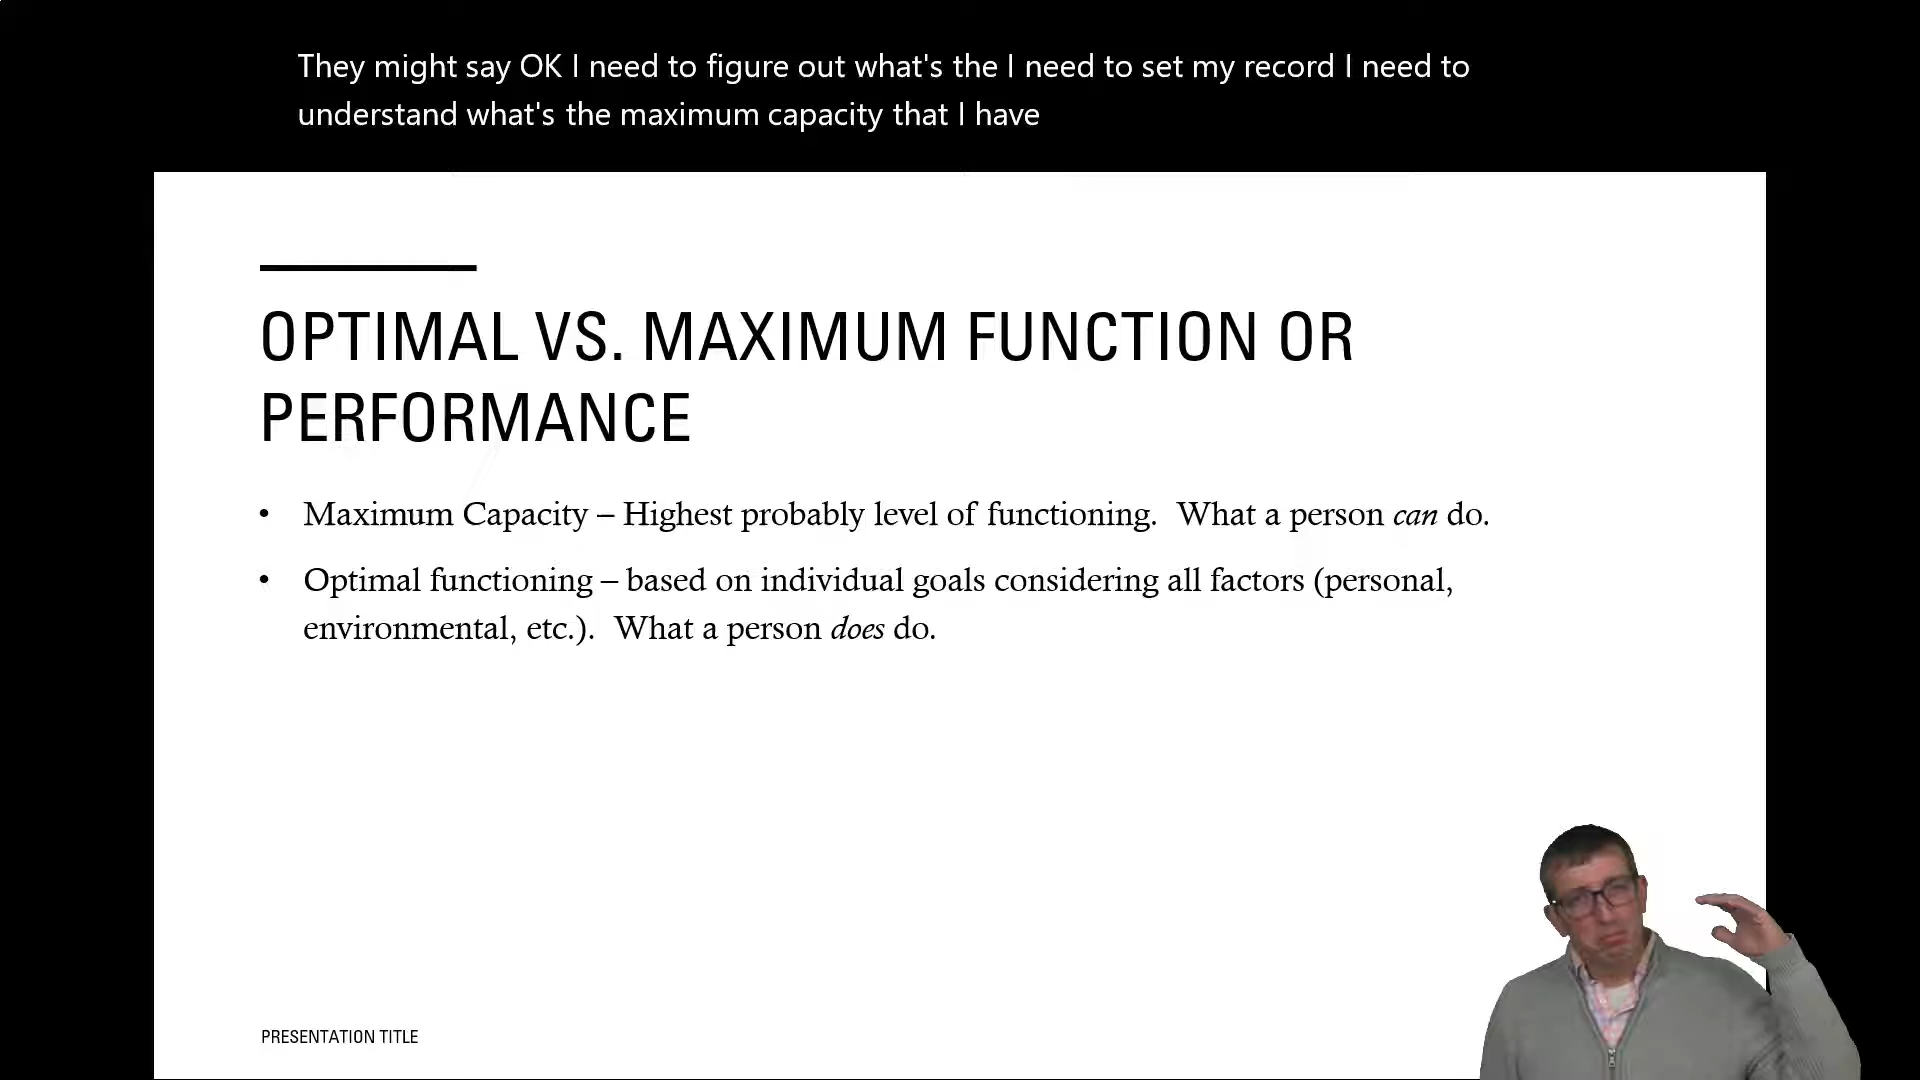 They might say OK I need to figure out what's the I need to set my record I need to
understand what's the maximum capacity that I have
OPTIMAL VS. MAXIMUM FUNCTION OR
PERFORMANCE
• Maximum Capacity – Highest probably level of functioning.  What a person can do.
• Optimal functioning – based on individual goals considering all factors (personal,
environmental, etc.).  What a person does do.
PRESENTATION TITLE